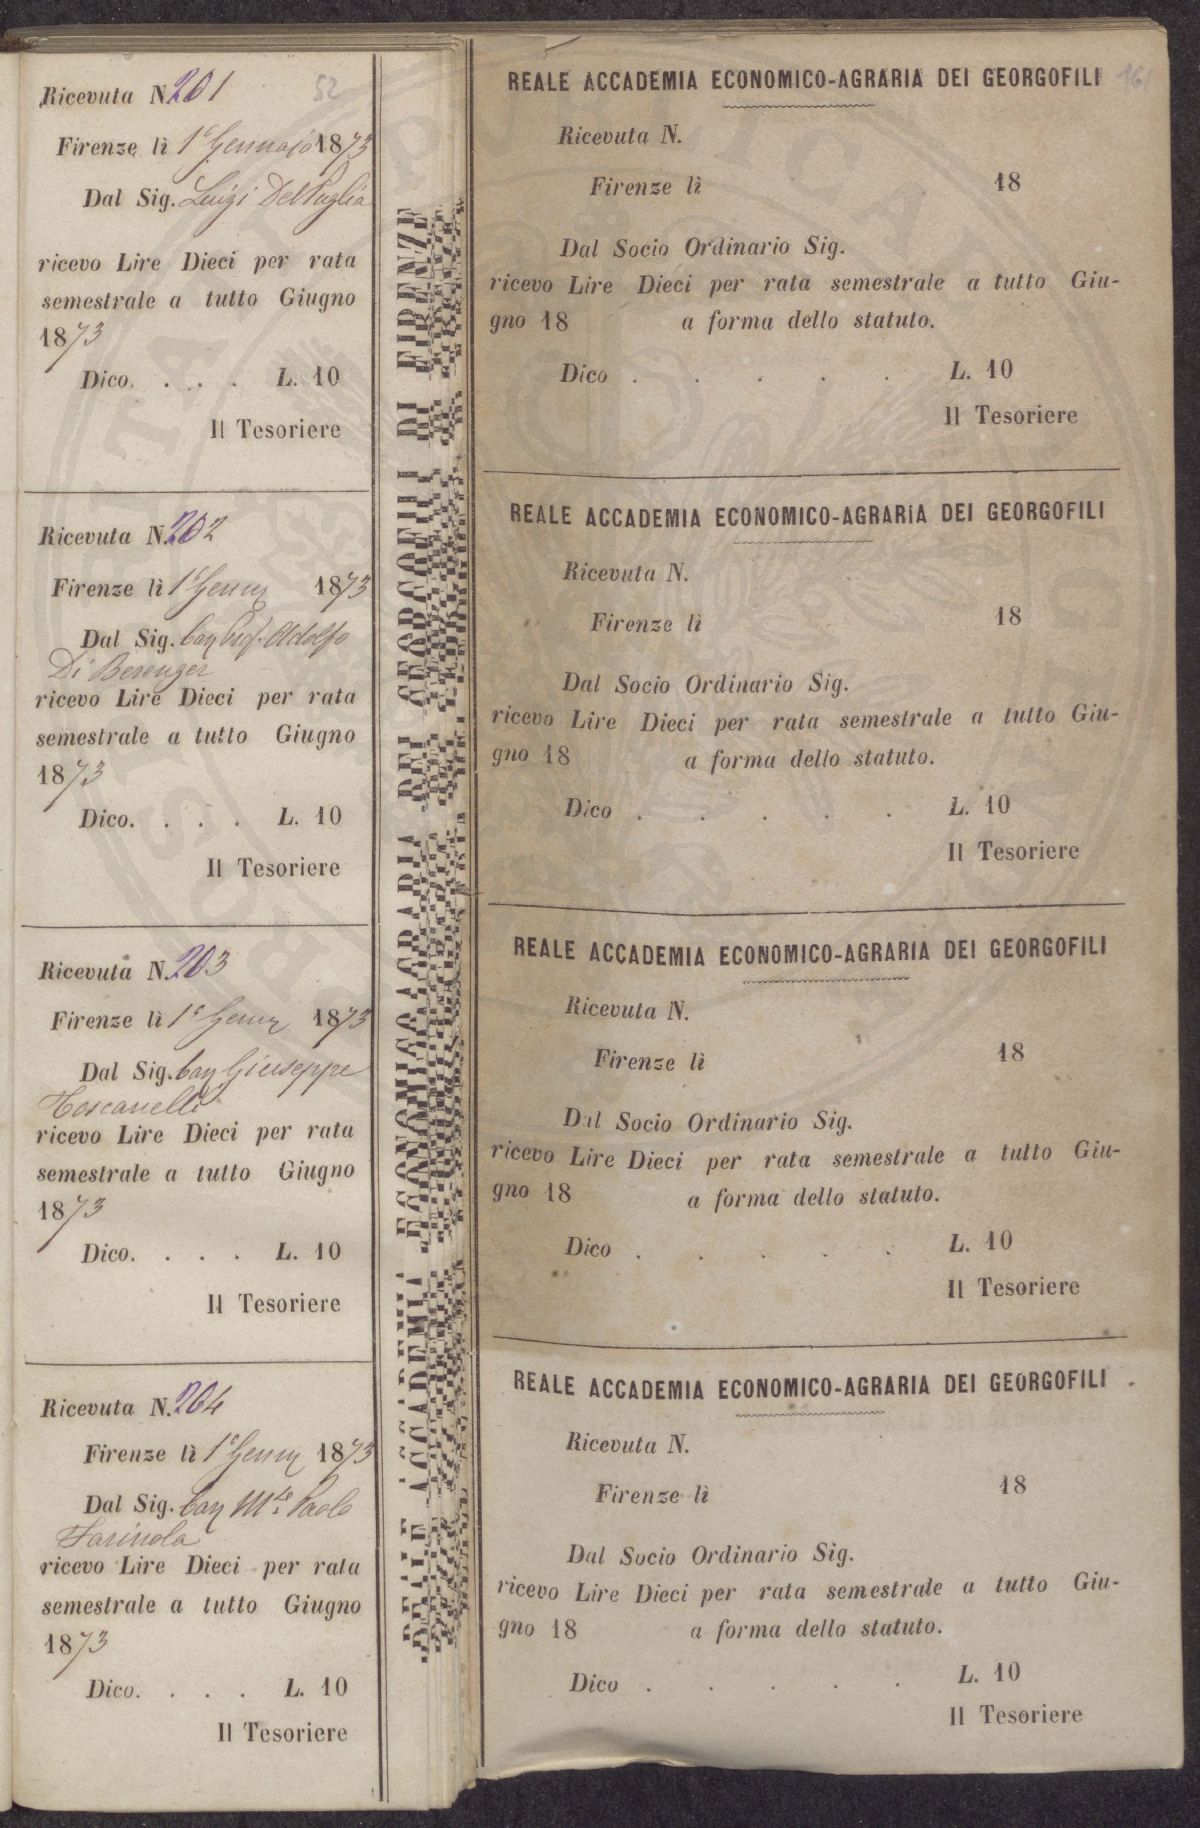 Ricevuta N. 201
52
Firenze lì 1° Gennajo 1873
Dal Sig. Luigi Del Puglia
ricevo Lire Dieci per rata
semestrale a tutto Giugno
1873
Dico. . . . L. 10
Il Tesoriere
Ricevuta N. 202
Firenze lì 1° Genn 1873
Dal Sig. Cav Prof. Adolfo
Di Berenger
ricevo Lire Dieci per rata
semestrale a tutto Giugno
1873
Dico. . . . L. 10
Il Tesoriere
Ricevuta N. 203
Firenze lì 1° Genn 1873
Dal Sig. Cav Giuseppe
Toscanelli
ricevo Lire Dieci per rata
semestrale a tutto Giugno
1873
Dico. . . . L. 10
Il Tesoriere
Ricevuta N. 204
Firenze lì 1° Genn 1873
Dal Sig. Cav M.te Paolo
Farinola
ricevo Lire Dieci per rata
semestrale a tutto Giugno
1873
Dico. . . . L. 10
Il Tesoriere
REALE ACCADEMIA ECONOMICO-AGRARIA DEI GEORGOFILI DI FIRENZE
REALE ACCADEMIA ECONOMICO-AGRARIA DEI GEORGOFILI
Ricevuta N.
Firenze lì 18
Dal Socio Ordinario Sig.
ricevo Lire Dieci per rata semestrale a tutto Giu-
gno 18 a forma dello statuto.
Dico . . . . . L. 10
Il Tesoriere
REALE ACCADEMIA ECONOMICO-AGRARIA DEI GEORGOFILI
Ricevuta N.
Firenze lì 18
Dal Socio Ordinario Sig.
ricevo Lire Dieci per rata semestrale a tutto Giu-
gno 18 a forma dello statuto.
Dico . . . . . L. 10
Il Tesoriere
REALE ACCADEMIA ECONOMICO-AGRARIA DEI GEORGOFILI
Ricevuta N.
Firenze lì 18
Dal Socio Ordinario Sig.
ricevo Lire Dieci per rata semestrale a tutto Giu-
gno 18 a forma dello statuto.
Dico . . . . . L. 10
Il Tesoriere
REALE ACCADEMIA ECONOMICO-AGRARIA DEI GEORGOFILI
Ricevuta N.
Firenze lì 18
Dal Socio Ordinario Sig.
ricevo Lire Dieci per rata semestrale a tutto Giu-
gno 18 a forma dello statuto.
Dico . . . . . L. 10
Il Tesoriere